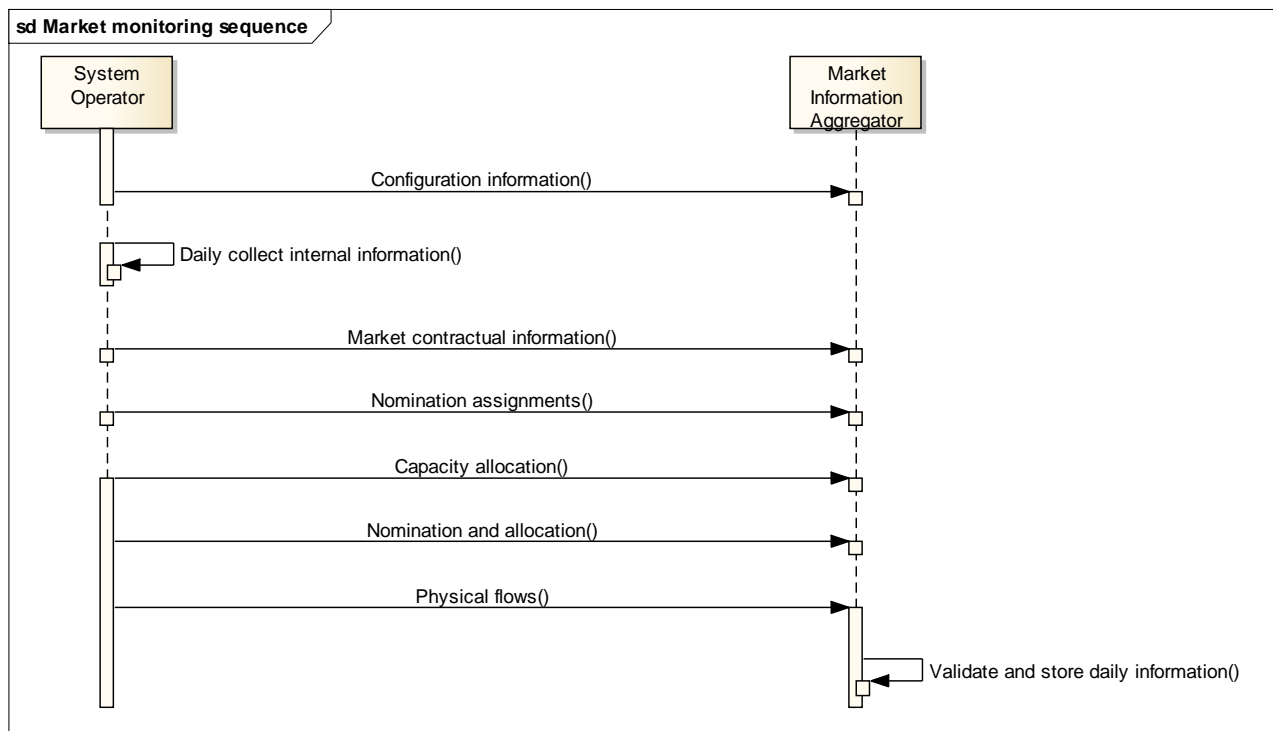 sd Market monitoring sequence
System
Operator
Market
Information
Aggregator
Configuration information()
Daily collect internal information()
Market contractual information()
Nomination assignments()
Capacity allocation()
Nomination and allocation()
Physical flows()
Validate and store daily information()